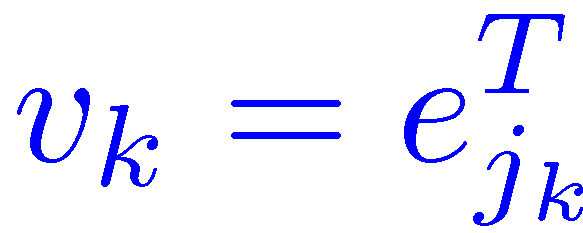 $v_k = e_{j_k}^T$